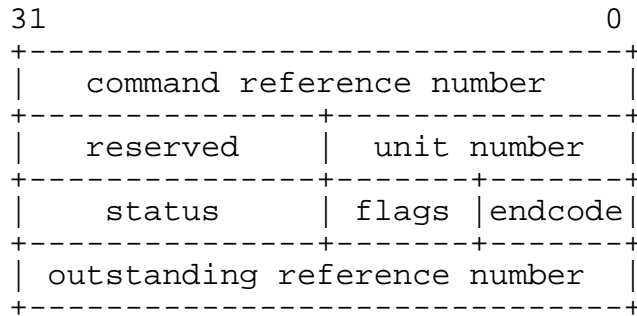 31 0
command reference number
reserved unit number
status flags endcode
outstanding reference number